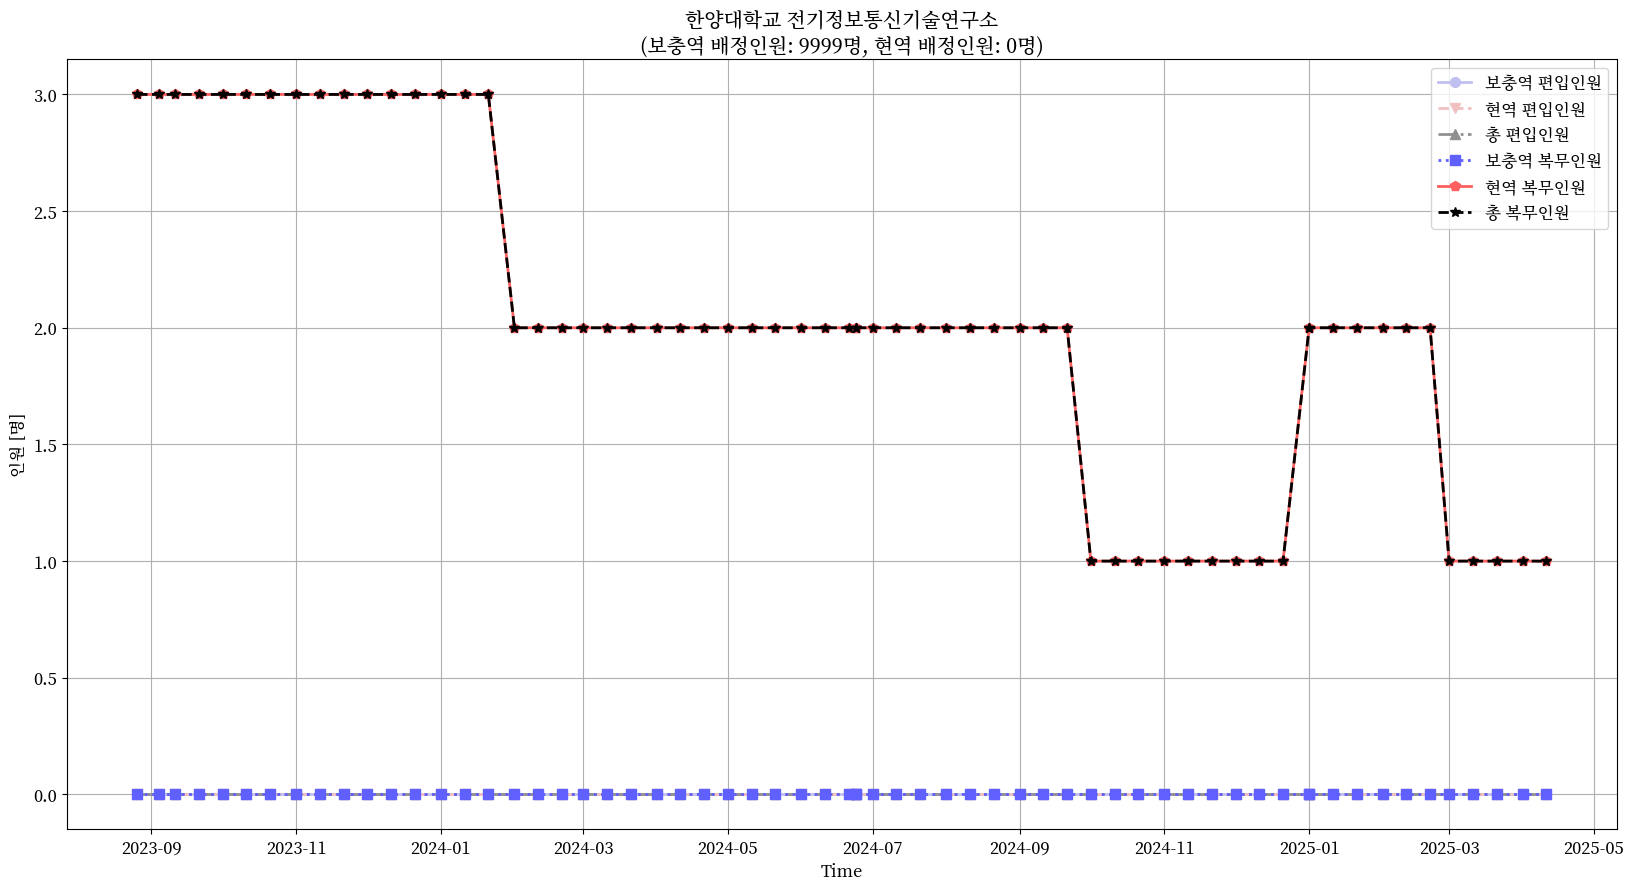 한양대학교 전기정보통신기술연구소
(보충역 배정인원: 9999명, 현역 배정인원: 0명)
보충역 편입인원
현역 편입인원
총 편입인원
보충역 복무인원
현역 복무인원
총 복무인원
인원 [명]
3.0
2.5
2.0
1.5
1.0
0.5
0.0
2023-09 2023-11 2024-01 2024-03 2024-05 2024-07 2024-09 2024-11 2025-01 2025-03 2025-05
Time